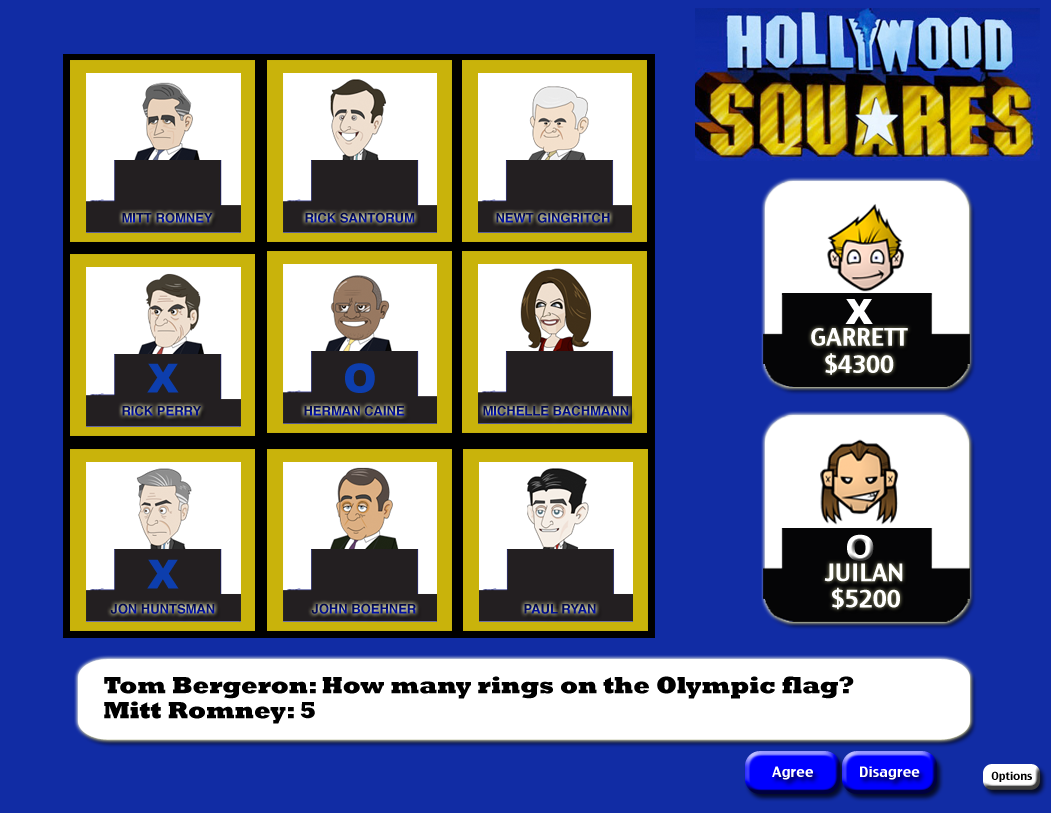 HOLLYWOOD
SQUARES
MITT ROMNEY
RICK SANTORUM
NEWT GINGRITCH
X
RICK PERRY
O
HERMAN CAINE
MICHELLE BACHMANN
X
JON HUNTSMAN
JOHN BOEHNER
PAUL RYAN
X
GARRETT
$4300
O
JUILAN
$5200
Tom Bergeron: How many rings on the Olympic flag?
Mitt Romney: 5
Agree
Disagree
Options